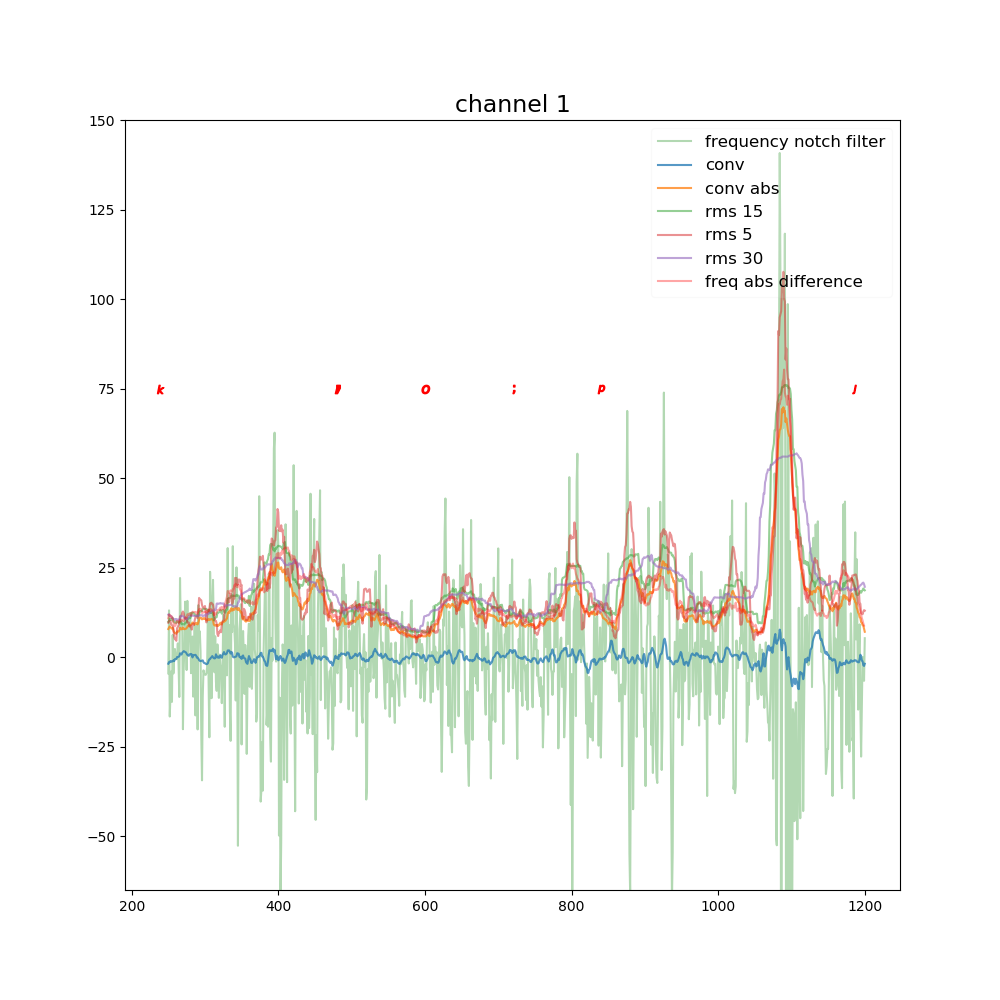 channel 1
150
125
100
75
50
25
0
−25
−50
frequency notch filter
conv
conv abs
rms 15
rms 5
rms 30
freq abs difference
k O ; p
200 400 600 800 1000 1200